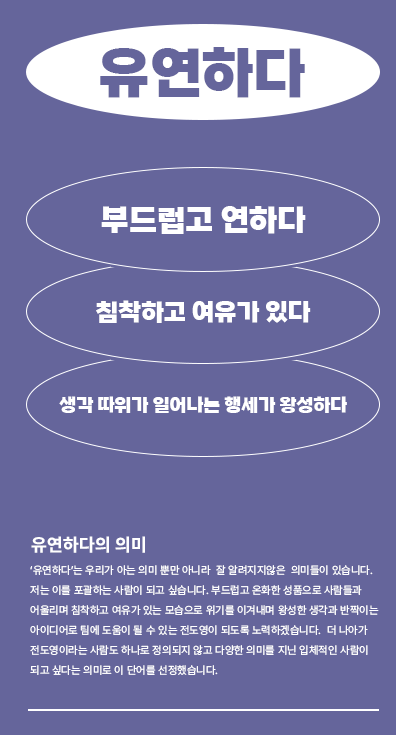 유연하다
부드럽고 연하다
침착하고 여유가 있다
생각 따위가 일어나는 행세가 왕성하다
유연하다의 의미
‘유연하다’는 우리가 아는 의미 뿐만 아니라 잘 알려지지않은 의미들이 있습니다.
저는 이를 포괄하는 사람이 되고 싶습니다. 부드럽고 온화한 성품으로 사람들과
어울리며 침착하고 여유가 있는 모습으로 위기를 이겨내며 왕성한 생각과 반짝이는
아이디어로 팀에 도움이 될 수 있는 전도영이 되도록 노력하겠습니다. 더 나아가
전도영이라는 사람도 하나로 정의되지 않고 다양한 의미를 지닌 입체적인 사람이
되고 싶다는 의미로 이 단어를 선정했습니다.